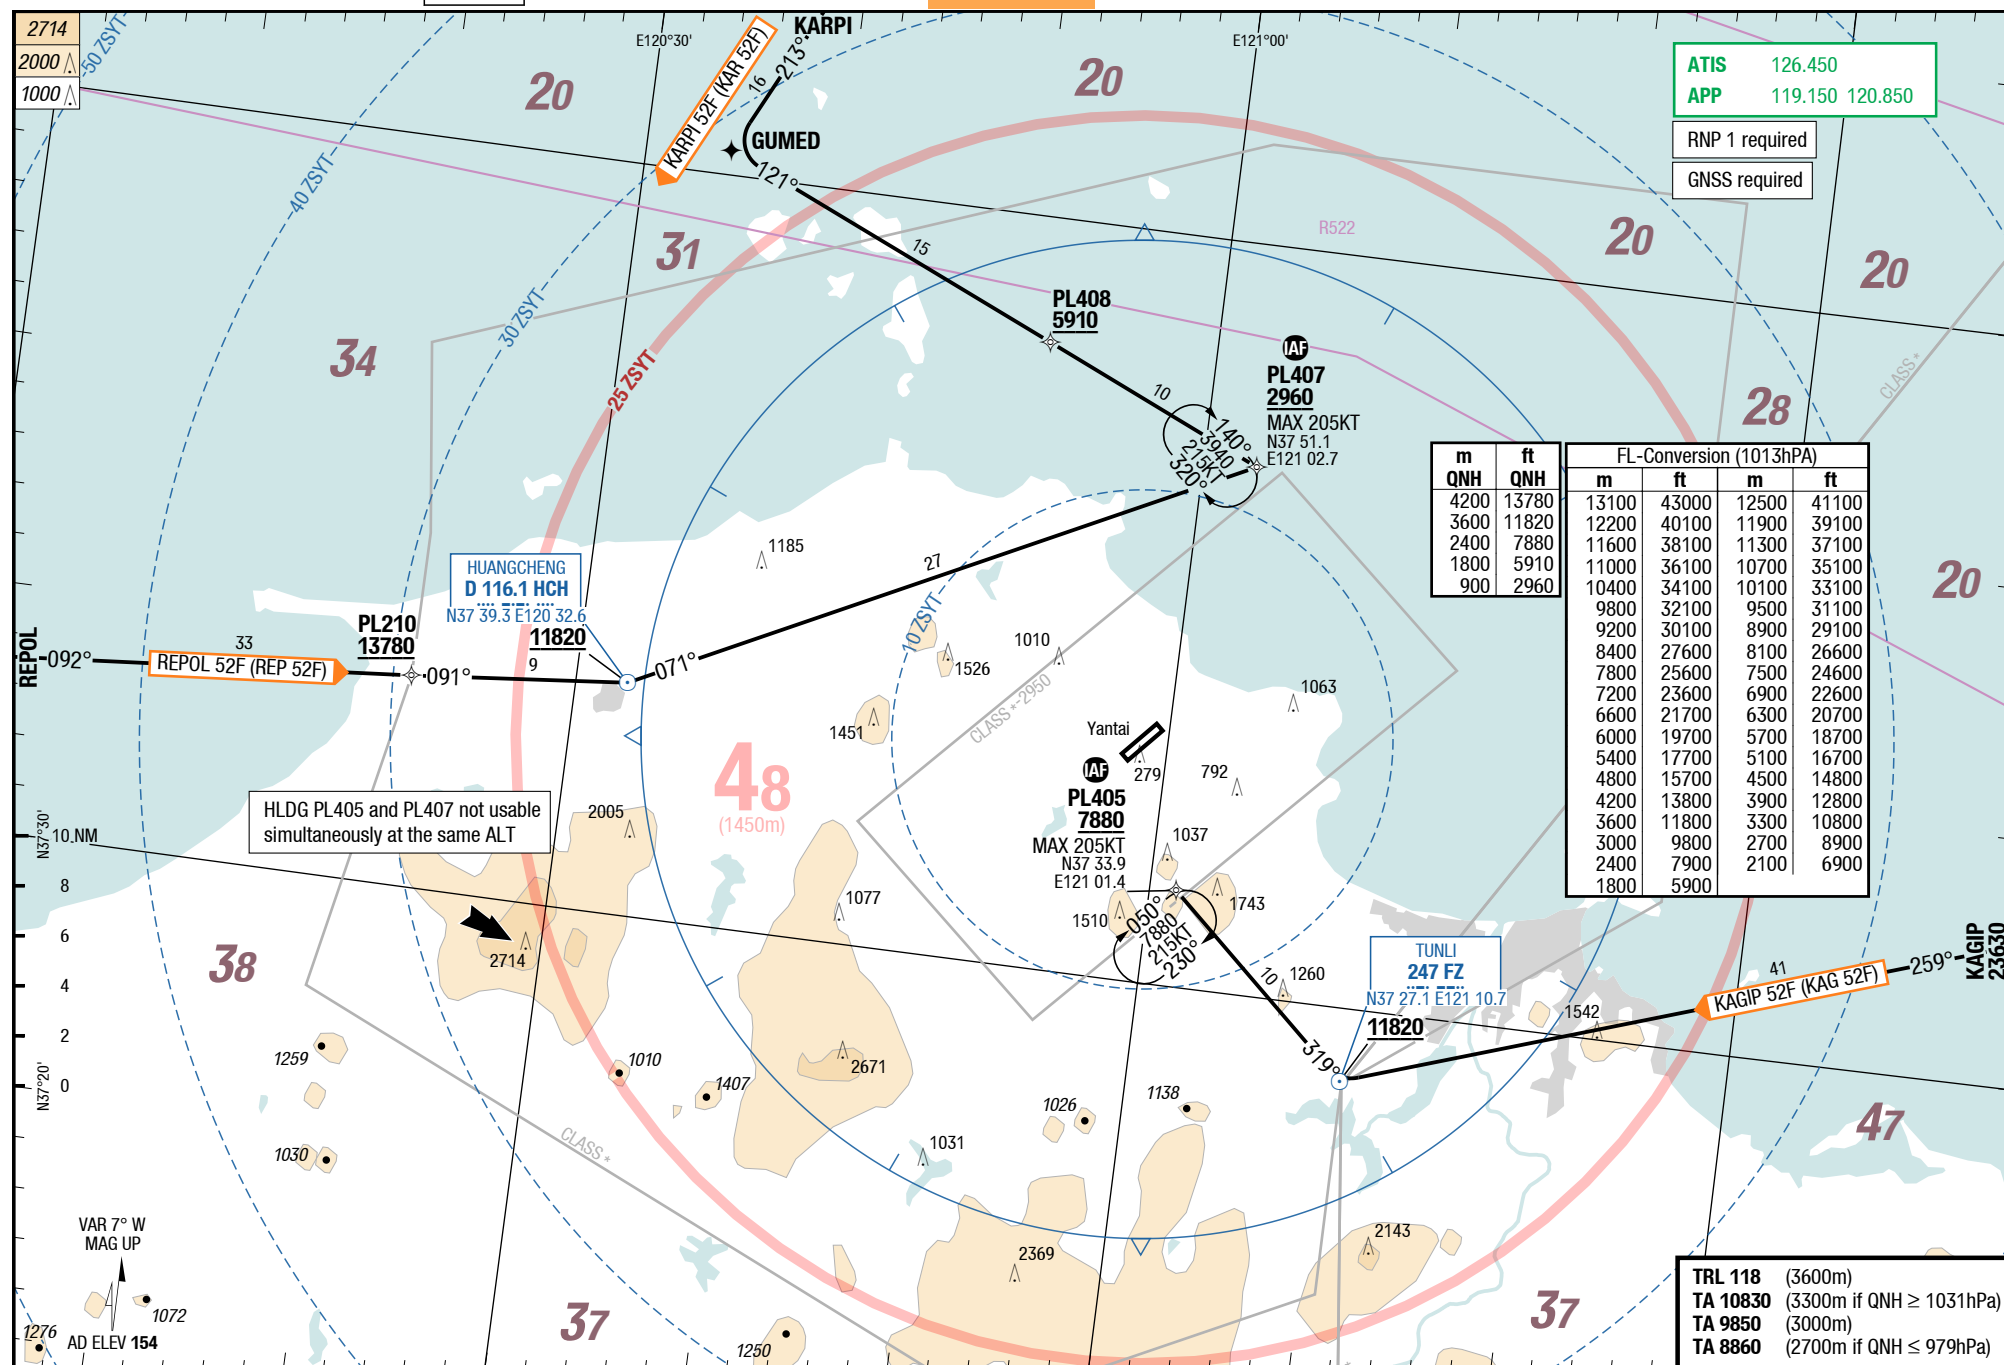 2714
2000
1000
50 ZSYT
40 ZSYT
30 ZSYT
25 ZSYT
10 ZSYT
E120°30'
E121°00'
KARPI
213°
16
KARPI 52F (KAR 52F)
GUMED
121°
15
20
20
20
20
20
28
31
34
38
37
37
47
48
(1450m)
R522
ATIS 126.450
APP 119.150 120.850
RNP 1 required
GNSS required
CLASS *
PL408
5910
10
IAF
PL407
2960
MAX 205KT
N37 51.1
E121 02.7
140°
3940
215KT
320°
m ft
QNH QNH
4200 13780
3600 11820
2400 7880
1800 5910
900 2960
FL-Conversion (1013hPA)
m ft m ft
13100 43000 12500 41100
12200 40100 11900 39100
11600 38100 11300 37100
11000 36100 10700 35100
10400 34100 10100 33100
9800 32100 9500 31100
9200 30100 8900 29100
8400 27600 8100 26600
7800 25600 7500 24600
7200 23600 6900 22600
6600 21700 6300 20700
6000 19700 5700 18700
5400 17700 5100 16700
4800 15700 4500 14800
4200 13800 3900 12800
3600 11800 3300 10800
3000 9800 2700 8900
2400 7900 2100 6900
1800 5900
HUANGCHENG
D 116.1 HCH
N37 39.3 E120 32.6
11820
1185
27
REPOL
092°
33
REPOL 52F (REP 52F)
PL210
13780
091°
9
071°
1526
1010
1451
1063
CLASS *-2950
Yantai
279
792
IAF
PL405
7880
MAX 205KT
N37 33.9
E121 01.4
1037
1510
1743
050°
7880
215KT
230°
HLDG PL405 and PL407 not usable
simultaneously at the same ALT
2005
1077
2714
N37°30'
10 NM
8
6
4
2
0
N37°20'
10
1260
319°
TUNLI
247 FZ
N37 27.1 E121 10.7
11820
1542
41
KAGIP 52F (KAG 52F)
259°
KAGIP
23630
1259
1010
1407
2671
1026
1138
1030
CLASS *
1031
2369
2143
VAR 7° W
MAG UP
1072
1276
AD ELEV 154
1250
TRL 118 (3600m)
TA 10830 (3300m if QNH ≥ 1031hPa)
TA 9850 (3000m)
TA 8860 (2700m if QNH ≤ 979hPa)